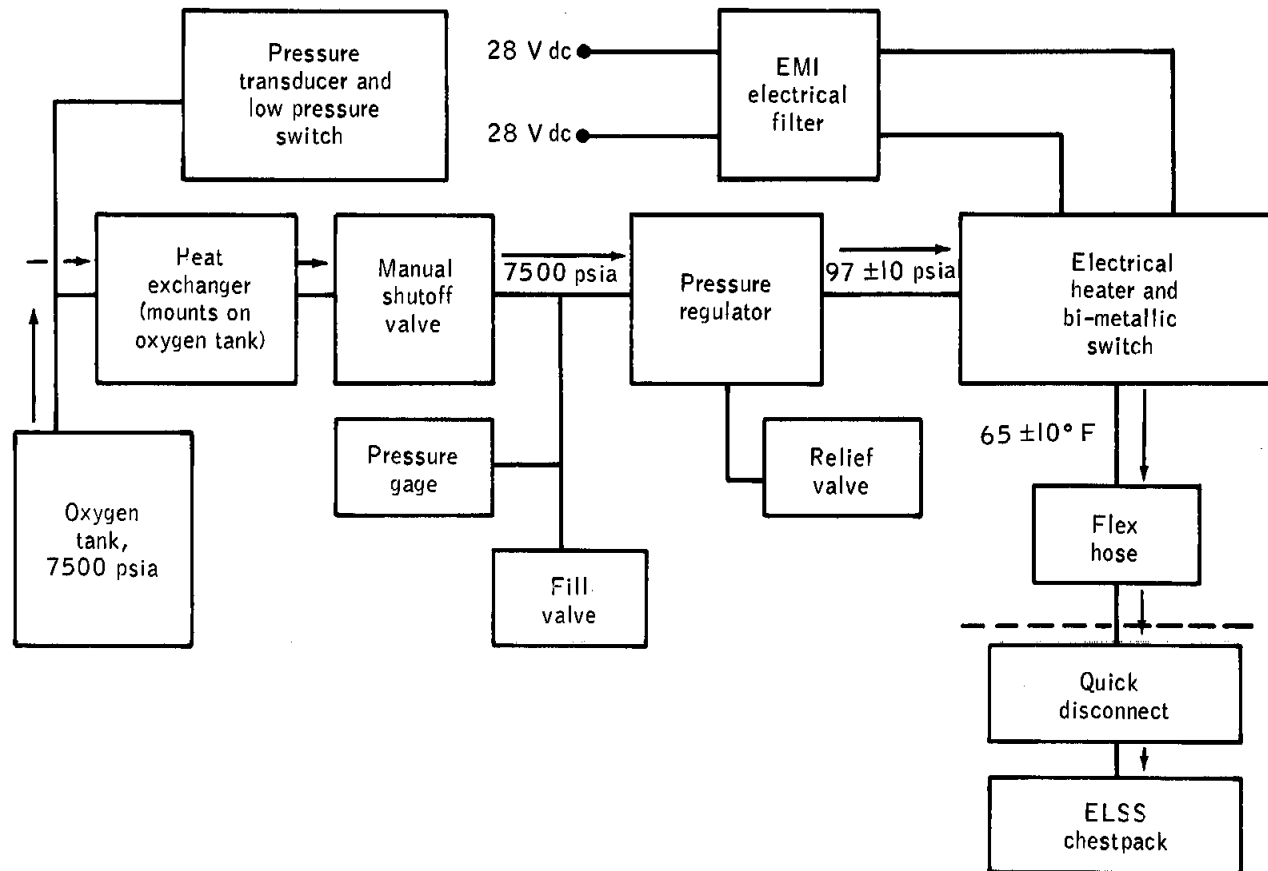 Pressure
transducer and
low pressure
switch
28 V dc
28 V dc
EMI
electrical
filter
Heat
exchanger
(mounts on
oxygen tank)
Manual
shutoff
valve
7500 psia
Pressure
regulator
97 ±10 psia
Electrical
heater and
bi-metallic
switch
Oxygen
tank,
7500 psia
Pressure
gage
Fill
valve
Relief
valve
65 ±10° F
Flex
hose
Quick
disconnect
ELSS
chestpack